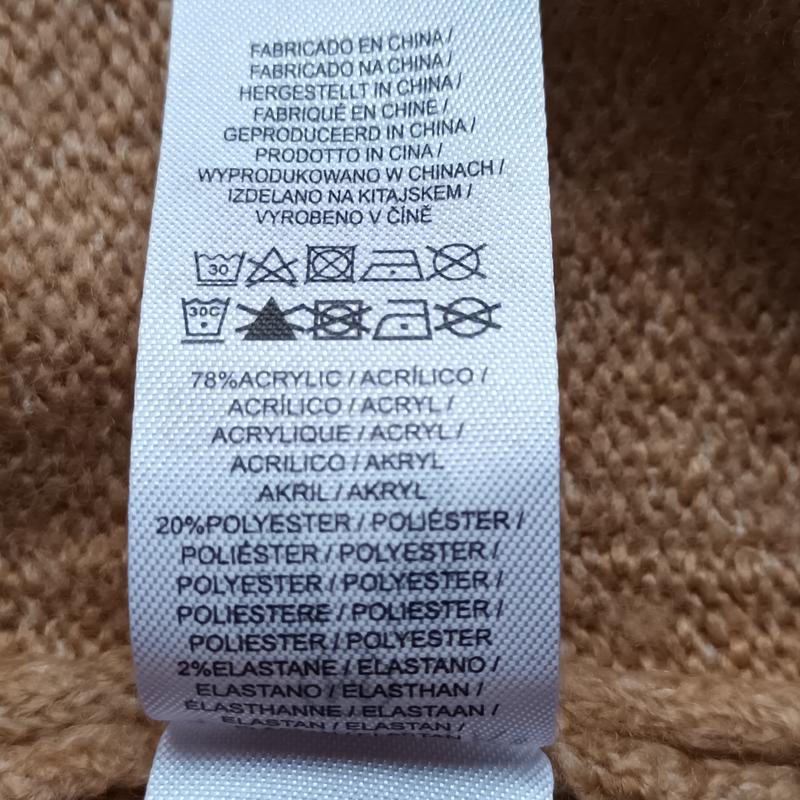 FABRICADO EN CHINA /
FABRICADO NA CHINA /
HERGESTELLT IN CHINA /
FABRIQUÉ EN CHINE /
GEPRODUCEERD IN CHINA /
PRODOTTO IN CINA /
WYPRODUKOWANO W CHINACH /
IZDELANO NA KITAJSKEM /
VYROBENO V ČÍNĚ
30
30C
78%ACRYLIC / ACRÍLICO /
ACRÍLICO / ACRYL /
ACRYLIQUE / ACRYL /
ACRILICO / AKRYL
AKRIL / AKRYL
20%POLYESTER / POLIÉSTER /
POLIÉSTER / POLYESTER /
POLYESTER / POLYESTER /
POLIESTERE / POLIESTER /
POLIESTER / POLYESTER
2%ELASTANE / ELASTANO /
ELASTANO / ELASTHAN /
ÉLASTHANNE / ELASTAAN /
ELASTAN / ELASTAN /